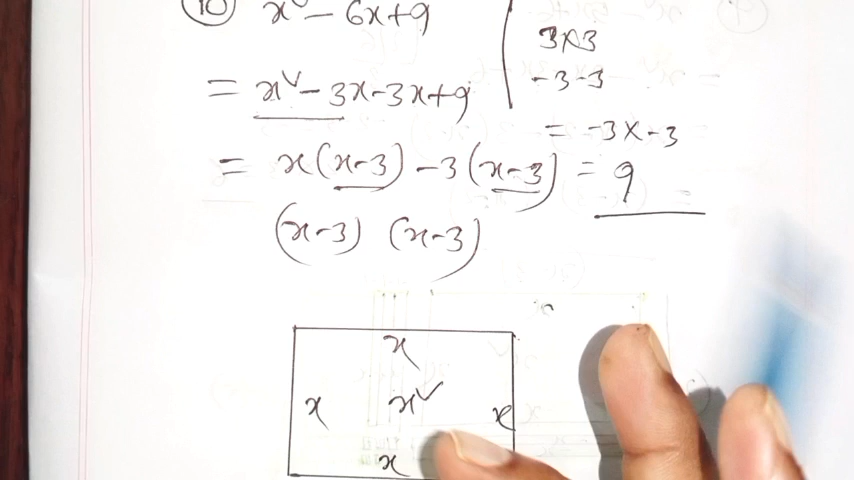 10 x² - 6x+9
3×3
= x² - 3x-3x+9
-3-3
= -3×-3
= x(x-3) -3(x-3)
= 9
(x-3) (x-3)
x
x x² x
x